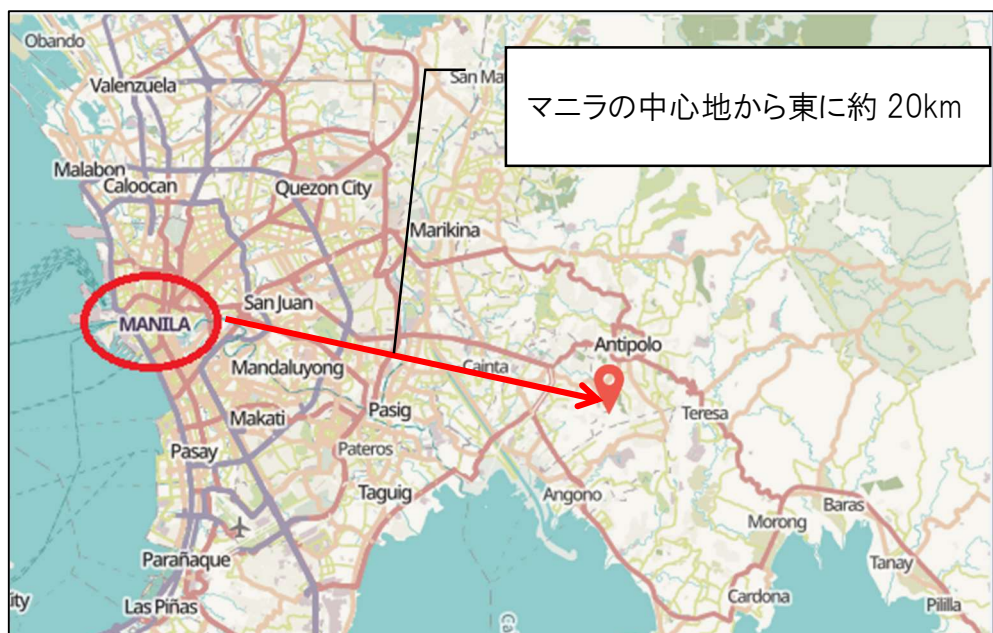 Obando
Valenzuela
San Ma
マニラの中心地から東に約 20km
Malabon
Caloocan
Quezon City
Marikina
San Juan
MANILA
Antipolo
Mandaluyong
Cainta
Makati
Pasig
Teresa
Pasay
Pateros
Taguig
Angono
Baras
Morong
Parañaque
Tanay
Cardona
Las Piñas
Pililla
ity
Ca